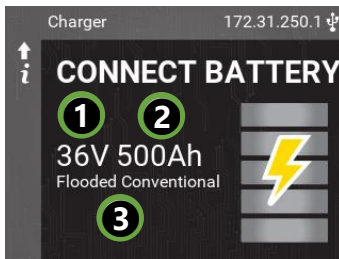 Charger 172.31.250.1
i
CONNECT BATTERY
1 2
36V 500Ah
Flooded Conventional
3